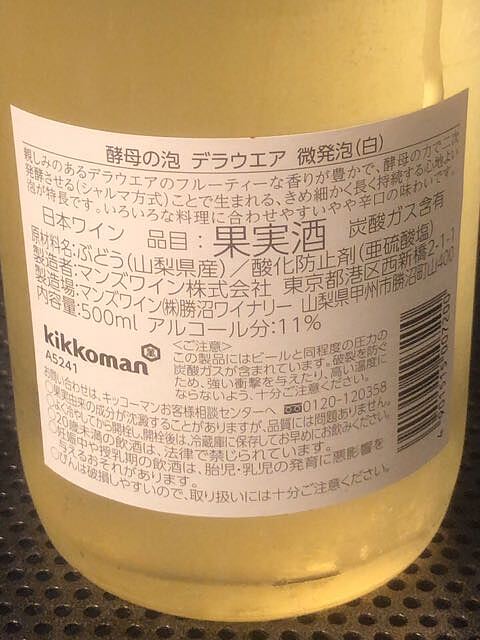 酵母の泡 デラウエア 微発泡(白)
親しみのあるデラウエアのフルーティーな香りが豊かで、酵母の力で二次
発酵させる(シャルマ方式)ことで生まれる、きめ細かく長く持続する心地よい
泡が特長です。いろいろな料理に合わせやすいやや辛口の味わいです。
日本ワイン 品目:果実酒 炭酸ガス含有
原材料名:ぶどう(山梨県産)/酸化防止剤(亜硫酸塩)
製造者:マンズワイン株式会社 東京都港区西新橋2-1-1
製造場:マンズワイン㈱勝沼ワイナリー 山梨県甲州市勝沼町山400
内容量:500ml アルコール分:11%
kikkoman
A5241
<ご注意>
この製品にはビールと同程度の圧力の
炭酸ガスが含まれています。破裂を防ぐ
ため、強い衝撃を与えたり、高い温度に
ならないよう、十分ご注意ください。
お問い合わせは、キッコーマンお客様相談センターへ 0120-120358
○果実由来の成分が沈澱することがありますが、品質には問題ありません。
○よく冷やしてから開栓し、開栓後は、冷蔵庫に保存してお早めにお飲みください。
○20歳未満の飲酒は、法律で禁じられています。
○妊娠中や授乳期の飲酒は、胎児・乳児の発育に悪影響を
与えるおそれがあります。
○びんは破損しやすいので、取り扱いには十分ご注意ください。